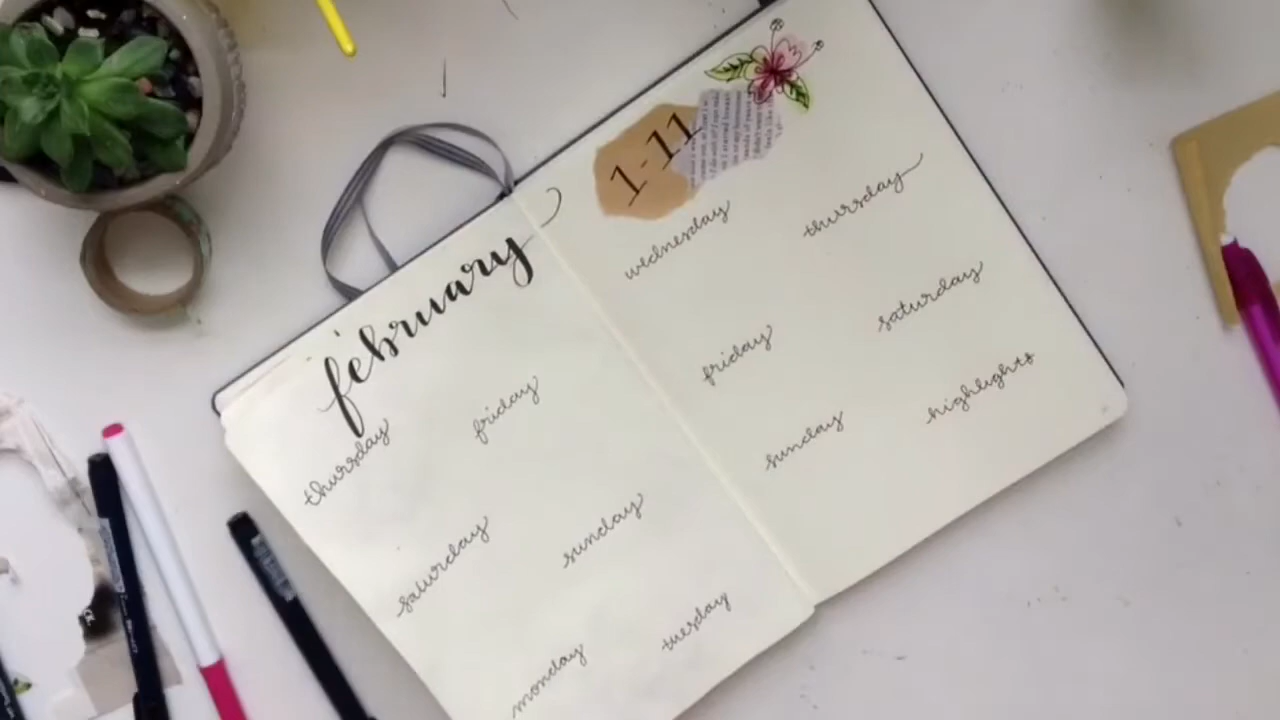 february
thursday
friday
saturday
sunday
monday
tuesday
1-11
wednesday
thursday
friday
saturday
sunday
highlights